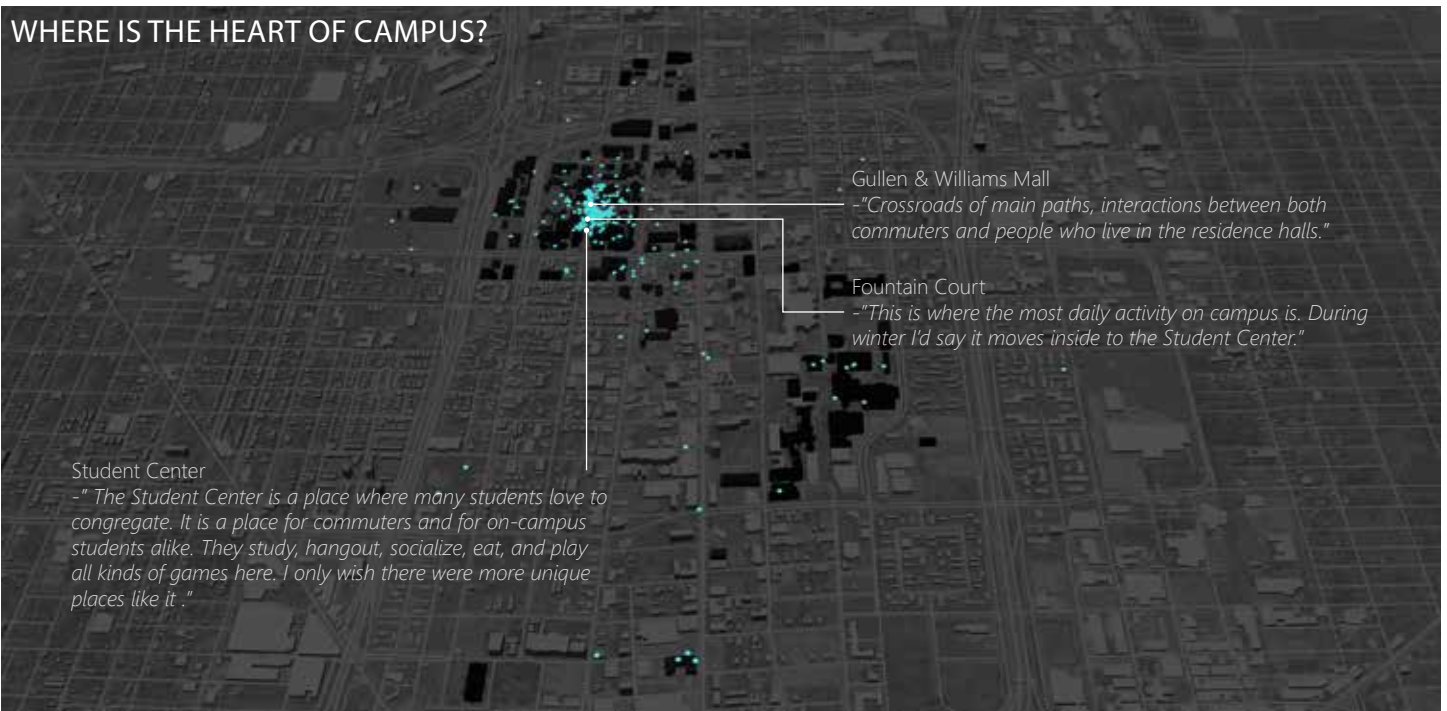 WHERE IS THE HEART OF CAMPUS?
Gullen & Williams Mall
-"Crossroads of main paths, interactions between both
commuters and people who live in the residence halls."
Fountain Court
-"This is where the most daily activity on campus is. During
winter I'd say it moves inside to the Student Center."
Student Center
-" The Student Center is a place where many students love to
congregate. It is a place for commuters and for on-campus
students alike. They study, hangout, socialize, eat, and play
all kinds of games here. I only wish there were more unique
places like it ."